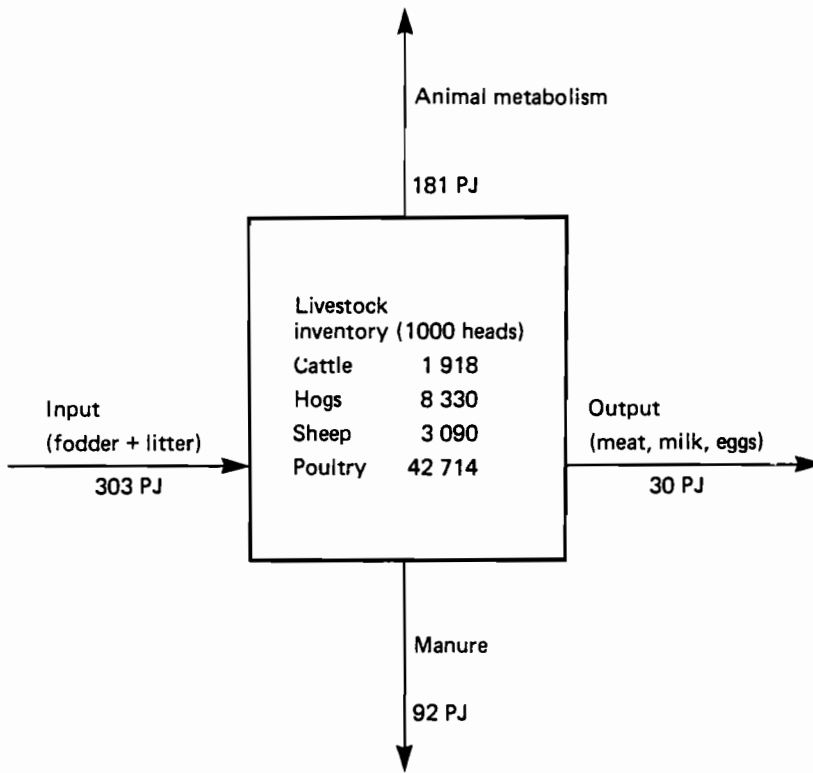 Animal metabolism
181 PJ
Livestock
inventory (1000 heads)
Cattle 1 918
Hogs 8 330
Sheep 3 090
Poultry 42 714
Input
(fodder + litter)
303 PJ
Output
(meat, milk, eggs)
30 PJ
Manure
92 PJ